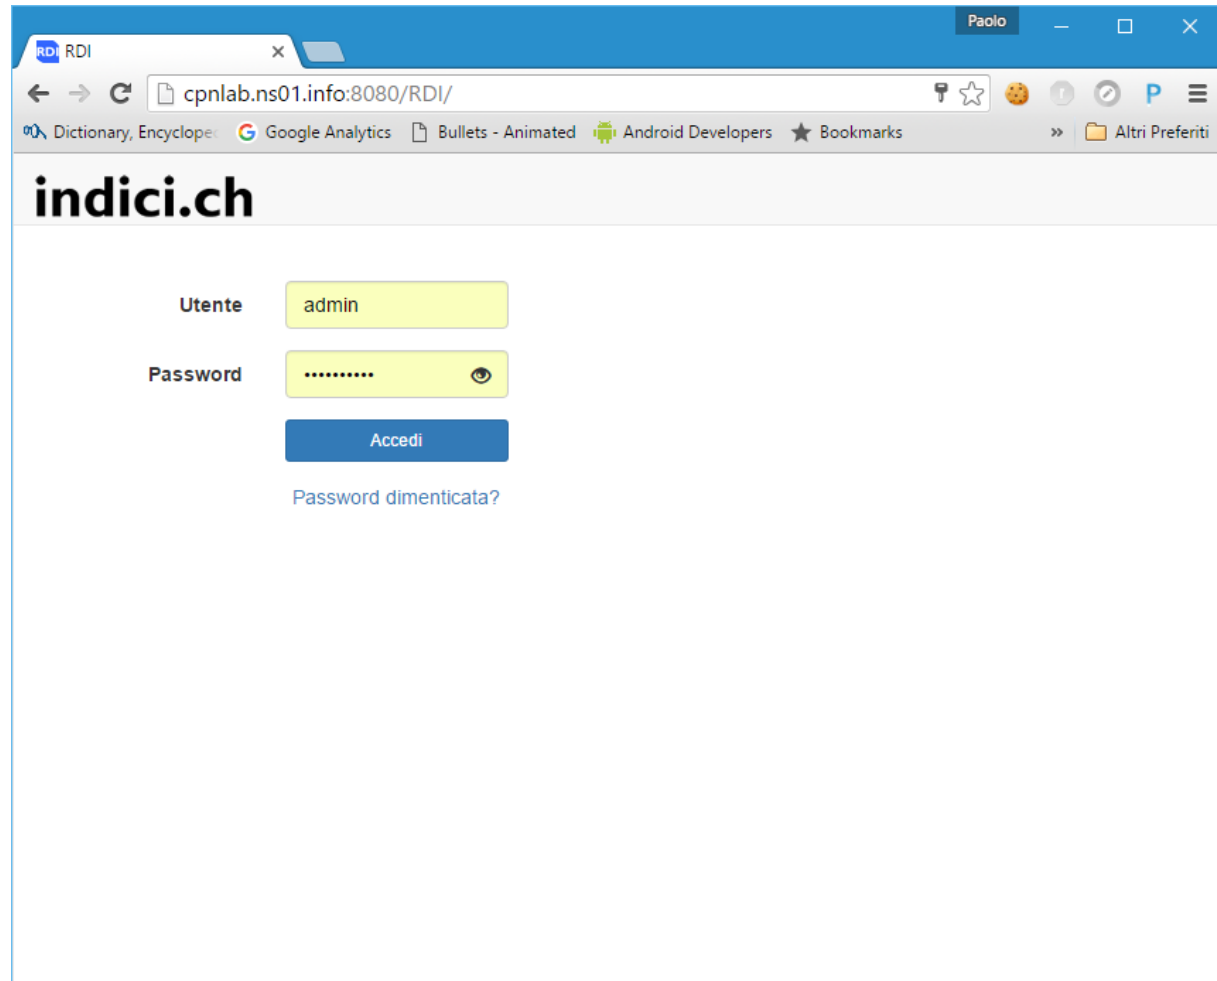 Paolo
RDI RDI
cpnlab.ns01.info:8080/RDI/
P
Dictionary, Encyclope
G Google Analytics
Bullets - Animated
Android Developers
Bookmarks
»
Altri Preferiti
indici.ch
Utente
admin
Password
••••••••••
Accedi
Password dimenticata?